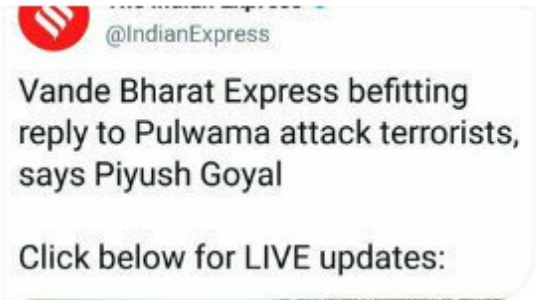 @IndianExpress
Vande Bharat Express befitting
reply to Pulwama attack terrorists,
says Piyush Goyal
Click below for LIVE updates: